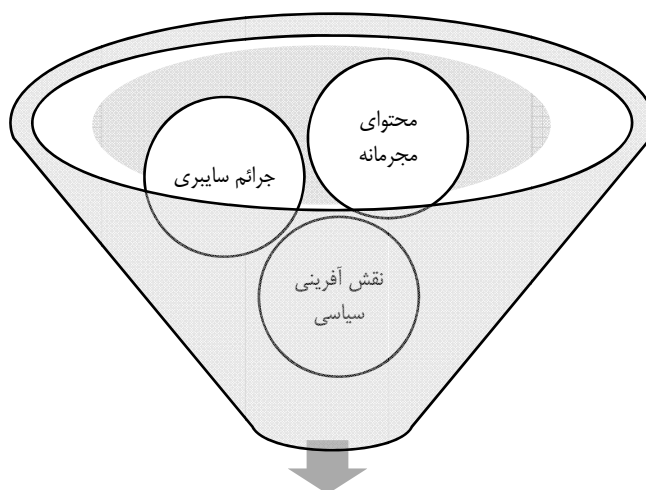 محتوای
مجرمانه
جرائم سایبری
نقش آفرینی
سیاسی